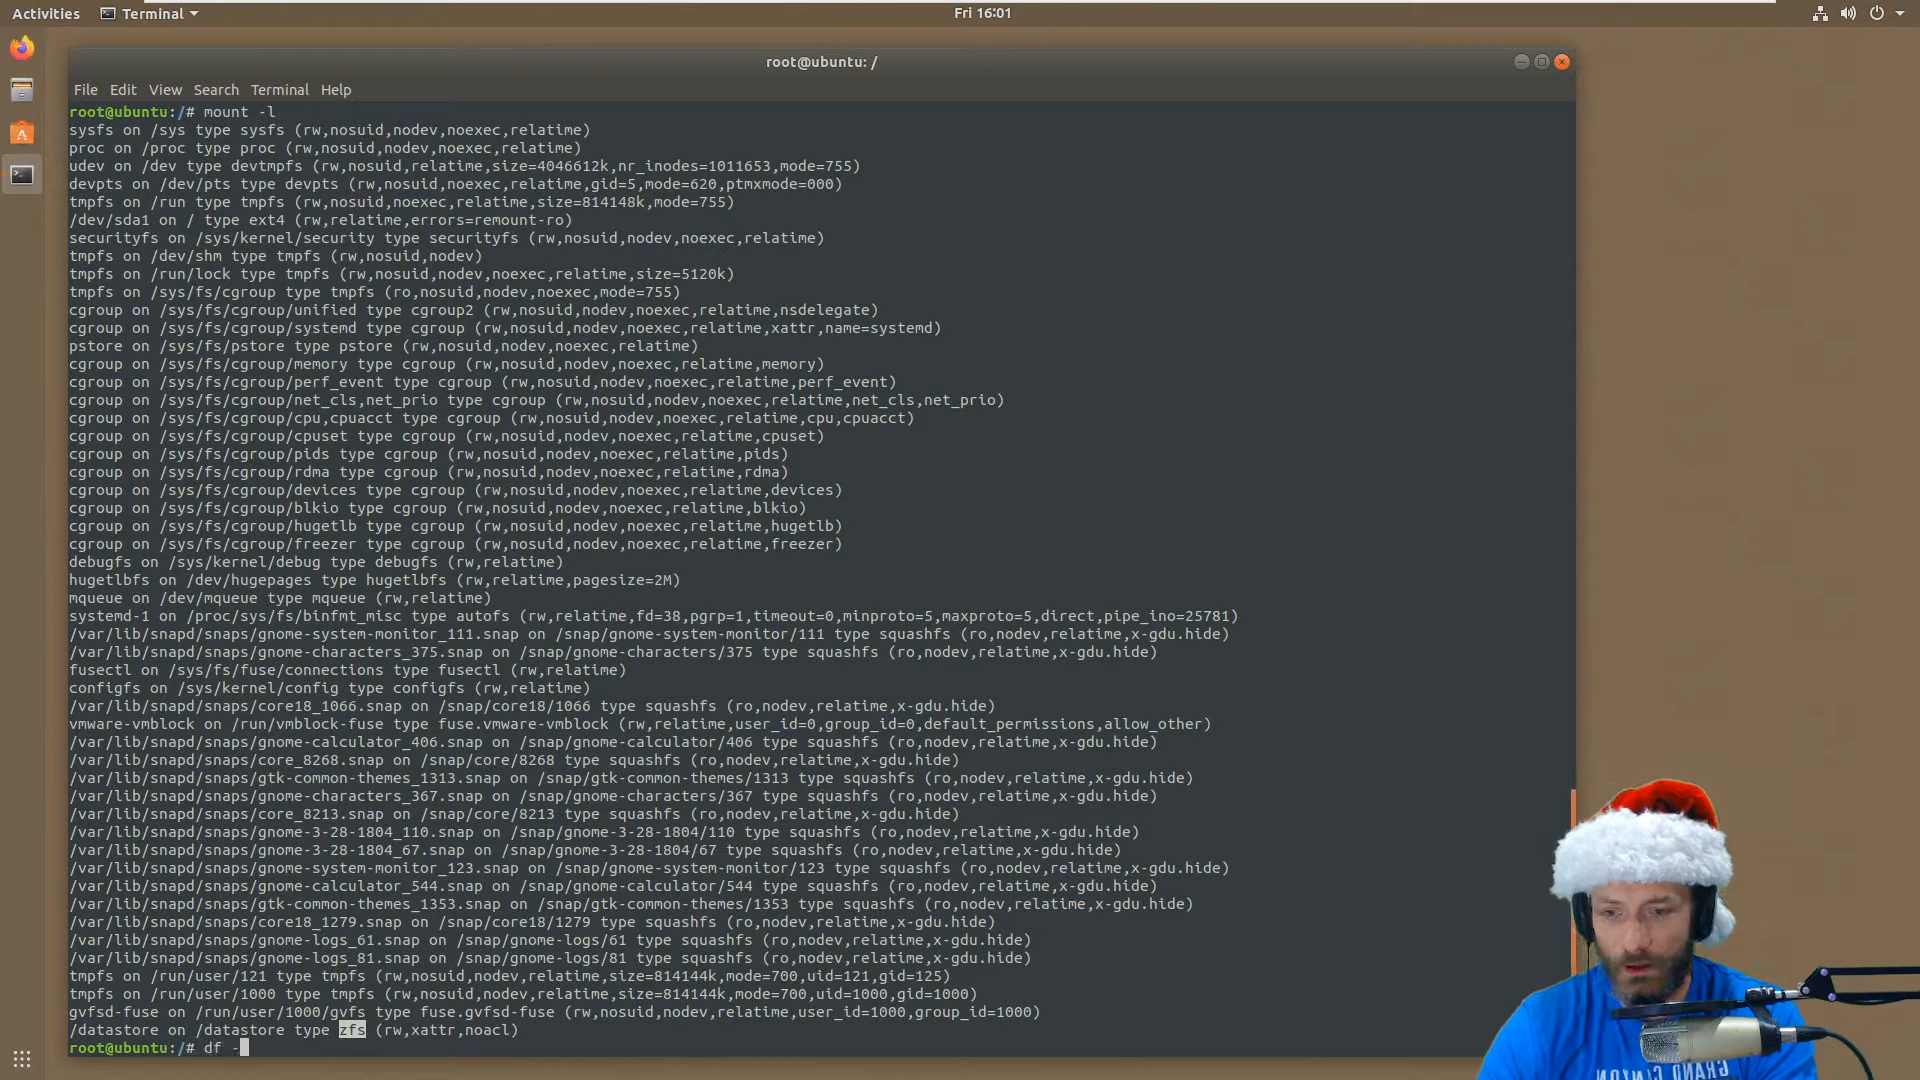 Activities
Terminal
Fri 16:01
root@ubuntu: /
File Edit View Search Terminal Help
root@ubuntu:/# mount -l
sysfs on /sys type sysfs (rw,nosuid,nodev,noexec,relatime)
proc on /proc type proc (rw,nosuid,nodev,noexec,relatime)
udev on /dev type devtmpfs (rw,nosuid,relatime,size=4046612k,nr_inodes=1011653,mode=755)
devpts on /dev/pts type devpts (rw,nosuid,noexec,relatime,gid=5,mode=620,ptmxmode=000)
tmpfs on /run type tmpfs (rw,nosuid,noexec,relatime,size=814148k,mode=755)
/dev/sda1 on / type ext4 (rw,relatime,errors=remount-ro)
securityfs on /sys/kernel/security type securityfs (rw,nosuid,nodev,noexec,relatime)
tmpfs on /dev/shm type tmpfs (rw,nosuid,nodev)
tmpfs on /run/lock type tmpfs (rw,nosuid,nodev,noexec,relatime,size=5120k)
tmpfs on /sys/fs/cgroup type tmpfs (ro,nosuid,nodev,noexec,mode=755)
cgroup on /sys/fs/cgroup/unified type cgroup2 (rw,nosuid,nodev,noexec,relatime,nsdelegate)
cgroup on /sys/fs/cgroup/systemd type cgroup (rw,nosuid,nodev,noexec,relatime,xattr,name=systemd)
pstore on /sys/fs/pstore type pstore (rw,nosuid,nodev,noexec,relatime)
cgroup on /sys/fs/cgroup/memory type cgroup (rw,nosuid,nodev,noexec,relatime,memory)
cgroup on /sys/fs/cgroup/perf_event type cgroup (rw,nosuid,nodev,noexec,relatime,perf_event)
cgroup on /sys/fs/cgroup/net_cls,net_prio type cgroup (rw,nosuid,nodev,noexec,relatime,net_cls,net_prio)
cgroup on /sys/fs/cgroup/cpu,cpuacct type cgroup (rw,nosuid,nodev,noexec,relatime,cpu,cpuacct)
cgroup on /sys/fs/cgroup/cpuset type cgroup (rw,nosuid,nodev,noexec,relatime,cpuset)
cgroup on /sys/fs/cgroup/pids type cgroup (rw,nosuid,nodev,noexec,relatime,pids)
cgroup on /sys/fs/cgroup/rdma type cgroup (rw,nosuid,nodev,noexec,relatime,rdma)
cgroup on /sys/fs/cgroup/devices type cgroup (rw,nosuid,nodev,noexec,relatime,devices)
cgroup on /sys/fs/cgroup/blkio type cgroup (rw,nosuid,nodev,noexec,relatime,blkio)
cgroup on /sys/fs/cgroup/hugetlb type cgroup (rw,nosuid,nodev,noexec,relatime,hugetlb)
cgroup on /sys/fs/cgroup/freezer type cgroup (rw,nosuid,nodev,noexec,relatime,freezer)
debugfs on /sys/kernel/debug type debugfs (rw,relatime)
hugetlbfs on /dev/hugepages type hugetlbfs (rw,relatime,pagesize=2M)
mqueue on /dev/mqueue type mqueue (rw,relatime)
systemd-1 on /proc/sys/fs/binfmt_misc type autofs (rw,relatime,fd=38,pgrp=1,timeout=0,minproto=5,maxproto=5,direct,pipe_ino=25781)
/var/lib/snapd/snaps/gnome-system-monitor_111.snap on /snap/gnome-system-monitor/111 type squashfs (ro,nodev,relatime,x-gdu.hide)
/var/lib/snapd/snaps/gnome-characters_375.snap on /snap/gnome-characters/375 type squashfs (ro,nodev,relatime,x-gdu.hide)
fusectl on /sys/fs/fuse/connections type fusectl (rw,relatime)
configfs on /sys/kernel/config type configfs (rw,relatime)
/var/lib/snapd/snaps/core18_1066.snap on /snap/core18/1066 type squashfs (ro,nodev,relatime,x-gdu.hide)
vmware-vmblock on /run/vmblock-fuse type fuse.vmware-vmblock (rw,relatime,user_id=0,group_id=0,default_permissions,allow_other)
/var/lib/snapd/snaps/gnome-calculator_406.snap on /snap/gnome-calculator/406 type squashfs (ro,nodev,relatime,x-gdu.hide)
/var/lib/snapd/snaps/core_8268.snap on /snap/core/8268 type squashfs (ro,nodev,relatime,x-gdu.hide)
/var/lib/snapd/snaps/gtk-common-themes_1313.snap on /snap/gtk-common-themes/1313 type squashfs (ro,nodev,relatime,x-gdu.hide)
/var/lib/snapd/snaps/gnome-characters_367.snap on /snap/gnome-characters/367 type squashfs (ro,nodev,relatime,x-gdu.hide)
/var/lib/snapd/snaps/core_8213.snap on /snap/core/8213 type squashfs (ro,nodev,relatime,x-gdu.hide)
/var/lib/snapd/snaps/gnome-3-28-1804_110.snap on /snap/gnome-3-28-1804/110 type squashfs (ro,nodev,relatime,x-gdu.hide)
/var/lib/snapd/snaps/gnome-3-28-1804_67.snap on /snap/gnome-3-28-1804/67 type squashfs (ro,nodev,relatime,x-gdu.hide)
/var/lib/snapd/snaps/gnome-system-monitor_123.snap on /snap/gnome-system-monitor/123 type squashfs (ro,nodev,relatime,x-gdu.hide)
/var/lib/snapd/snaps/gnome-calculator_544.snap on /snap/gnome-calculator/544 type squashfs (ro,nodev,relatime,x-gdu.hide)
/var/lib/snapd/snaps/gtk-common-themes_1353.snap on /snap/gtk-common-themes/1353 type squashfs (ro,nodev,relatime,x-gdu.hide)
/var/lib/snapd/snaps/core18_1279.snap on /snap/core18/1279 type squashfs (ro,nodev,relatime,x-gdu.hide)
/var/lib/snapd/snaps/gnome-logs_61.snap on /snap/gnome-logs/61 type squashfs (ro,nodev,relatime,x-gdu.hide)
/var/lib/snapd/snaps/gnome-logs_81.snap on /snap/gnome-logs/81 type squashfs (ro,nodev,relatime,x-gdu.hide)
tmpfs on /run/user/121 type tmpfs (rw,nosuid,nodev,relatime,size=814144k,mode=700,uid=121,gid=125)
tmpfs on /run/user/1000 type tmpfs (rw,nosuid,nodev,relatime,size=814144k,mode=700,uid=1000,gid=1000)
gvfsd-fuse on /run/user/1000/gvfs type fuse.gvfsd-fuse (rw,nosuid,nodev,relatime,user_id=1000,group_id=1000)
/datastore on /datastore type zfs (rw,xattr,noacl)
root@ubuntu:/# df -